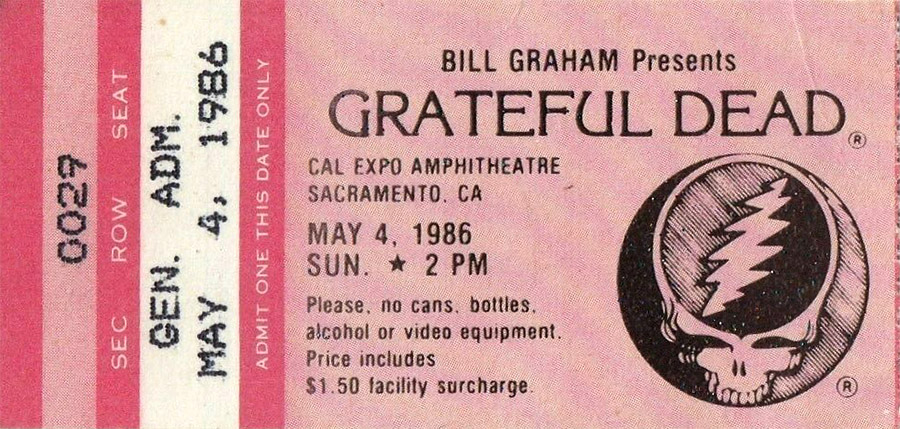 0029
SEC ROW SEAT
GEN. ADM.
MAY 4, 1986
ADMIT ONE THIS DATE ONLY
BILL GRAHAM Presents
GRATEFUL DEAD®
CAL EXPO AMPHITHEATRE
SACRAMENTO, CA
MAY 4, 1986
SUN. ★ 2 PM
Please, no cans, bottles,
alcohol or video equipment.
Price includes
$1.50 facility surcharge.
®